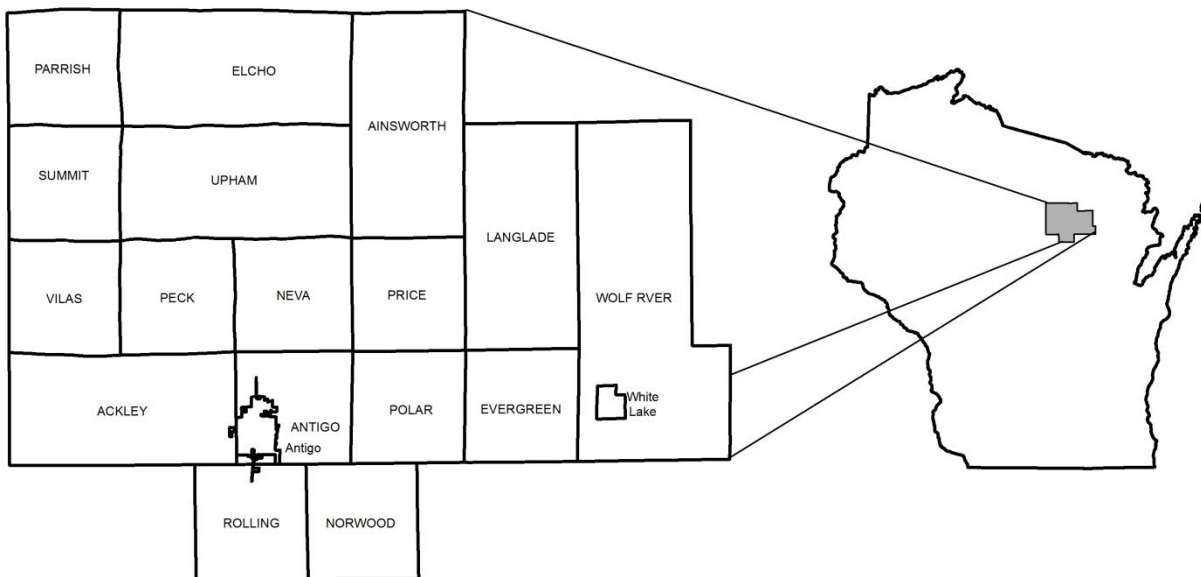 PARRISH
ELCHO
AINSWORTH
SUMMIT
UPHAM
LANGLADE
VILAS
PECK
NEVA
PRICE
WOLF RVER
ACKLEY
ANTIGO
Antigo
POLAR
EVERGREEN
White
Lake
ROLLING
NORWOOD